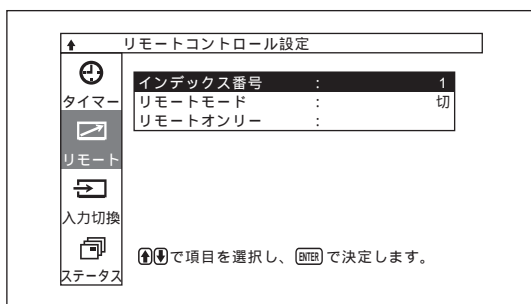 リモートコントロール設定
タイマー
リモート
入力切換
ステータス
インデックス番号 : 1
リモートモード : 切
リモートオンリー :
で項目を選択し、ENTERで決定します。